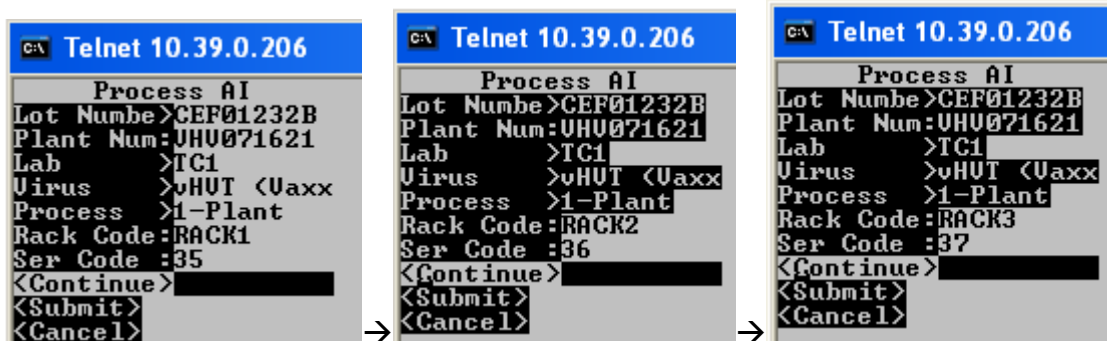 Telnet 10.39.0.206
Process AI
Lot Numbe>CEF01232B
Plant Num:VHV071621
Lab >TC1
Virus >vHVT (Vaxx
Process >1-Plant
Rack Code:RACK1
Ser Code :35
<Continue>
<Submit>
<Cancel>
→
Telnet 10.39.0.206
Process AI
Lot Numbe>CEF01232B
Plant Num:VHV071621
Lab >TC1
Virus >vHVT (Vaxx
Process >1-Plant
Rack Code:RACK2
Ser Code :36
<Continue>
<Submit>
<Cancel>
→
Telnet 10.39.0.206
Process AI
Lot Numbe>CEF01232B
Plant Num:VHV071621
Lab >TC1
Virus >vHVT (Vaxx
Process >1-Plant
Rack Code:RACK3
Ser Code :37
<Continue>
<Submit>
<Cancel>